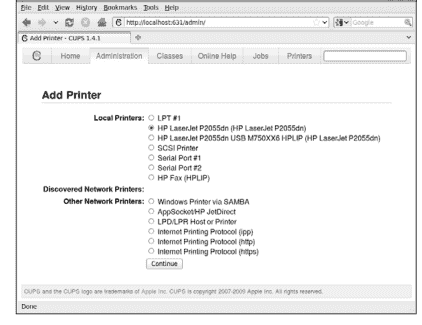 File Edit View History Bookmarks Tools Help
http://localhost:631/admin/
Google
Add Printer - CUPS 1.4.1
Home Administration Classes Online Help Jobs Printers
Add Printer
Local Printers: LPT #1
HP LaserJet P2055dn (HP LaserJet P2055dn)
HP LaserJet P2055dn USB M750XX6 HPLIP (HP LaserJet P2055dn)
SCSI Printer
Serial Port #1
Serial Port #2
HP Fax (HPLIP)
Discovered Network Printers:
Other Network Printers: Windows Printer via SAMBA
AppSocket/HP JetDirect
LPD/LPR Host or Printer
Internet Printing Protocol (ipp)
Internet Printing Protocol (http)
Internet Printing Protocol (https)
Continue
CUPS and the CUPS logo are trademarks of Apple Inc. CUPS is copyright 2007-2009 Apple Inc. All rights reserved.
Done